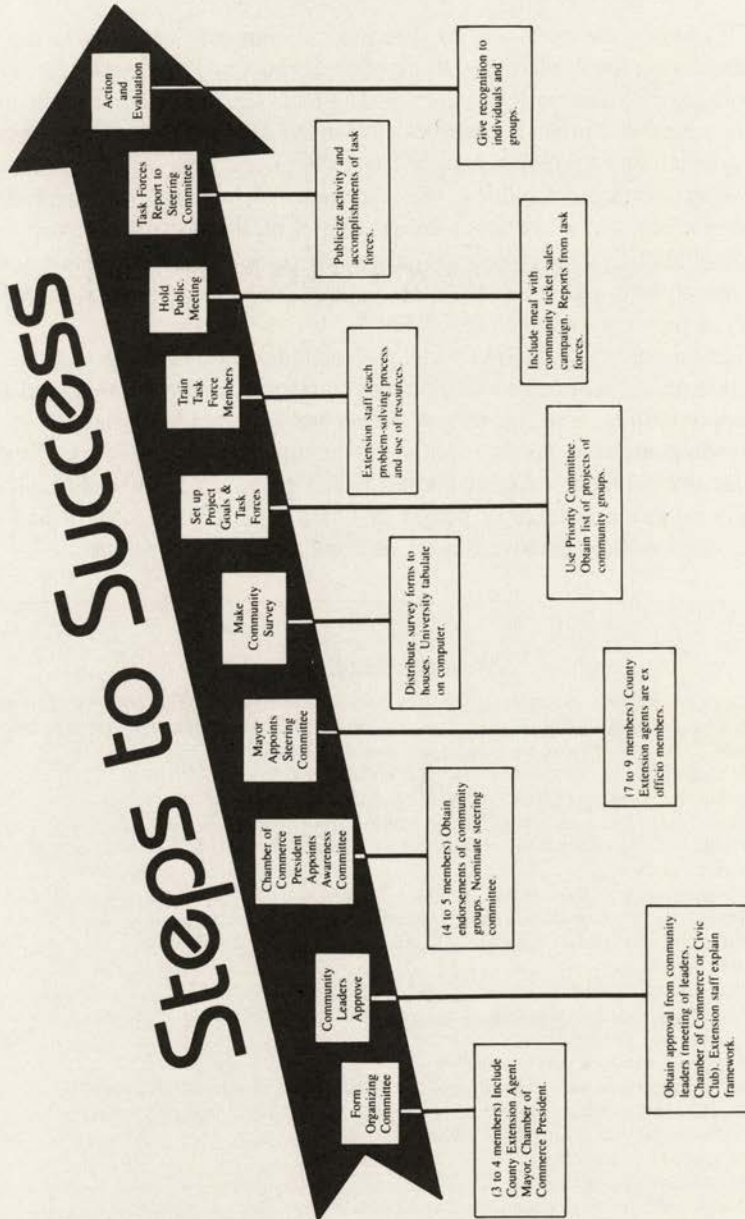 Steps to Success
Form
Organizing
Committee
(3 to 4 members) Include
County Extension Agent,
Mayor, Chamber of
Commerce President.
Community
Leaders
Approve
Obtain approval from community
leaders (meeting of leaders,
Chamber of Commerce or Civic
Club). Extension staff explain
framework.
Chamber of
Commerce
President
Appoints
Awareness
Committee
(4 to 5 members) Obtain
endorsements of community
groups. Nominate steering
committee.
Mayor
Appoints
Steering
Committee
(7 to 9 members) County
Extension agents are ex
officio members.
Make
Community
Survey
Distribute survey forms to
houses. University tabulate
on computer.
Set up
Project
Goals &
Task
Forces
Use Priority Committee.
Obtain list of projects of
community groups.
Train
Task
Force
Members
Extension staff teach
problem-solving process
and use of resources.
Hold
Public
Meeting
Include meal with
community ticket sales
campaign. Reports from task
forces.
Task Forces
Report to
Steering
Committee
Publicize activity and
accomplishments of task
forces.
Action
and
Evaluation
Give recognition to
individuals and
groups.